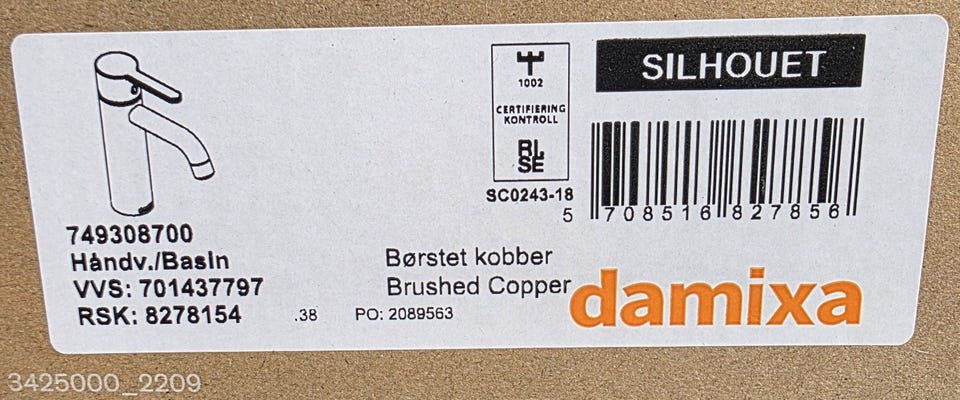 SILHOUET
1002
CERTIFIERING
KONTROLL
RI.
SE
SC0243-18
5 708516 827856
749308700
Håndv./BasIn
VVS: 701437797
RSK: 8278154
.38
PO: 2089563
Børstet kobber
Brushed Copper
damixa
3425000_2209